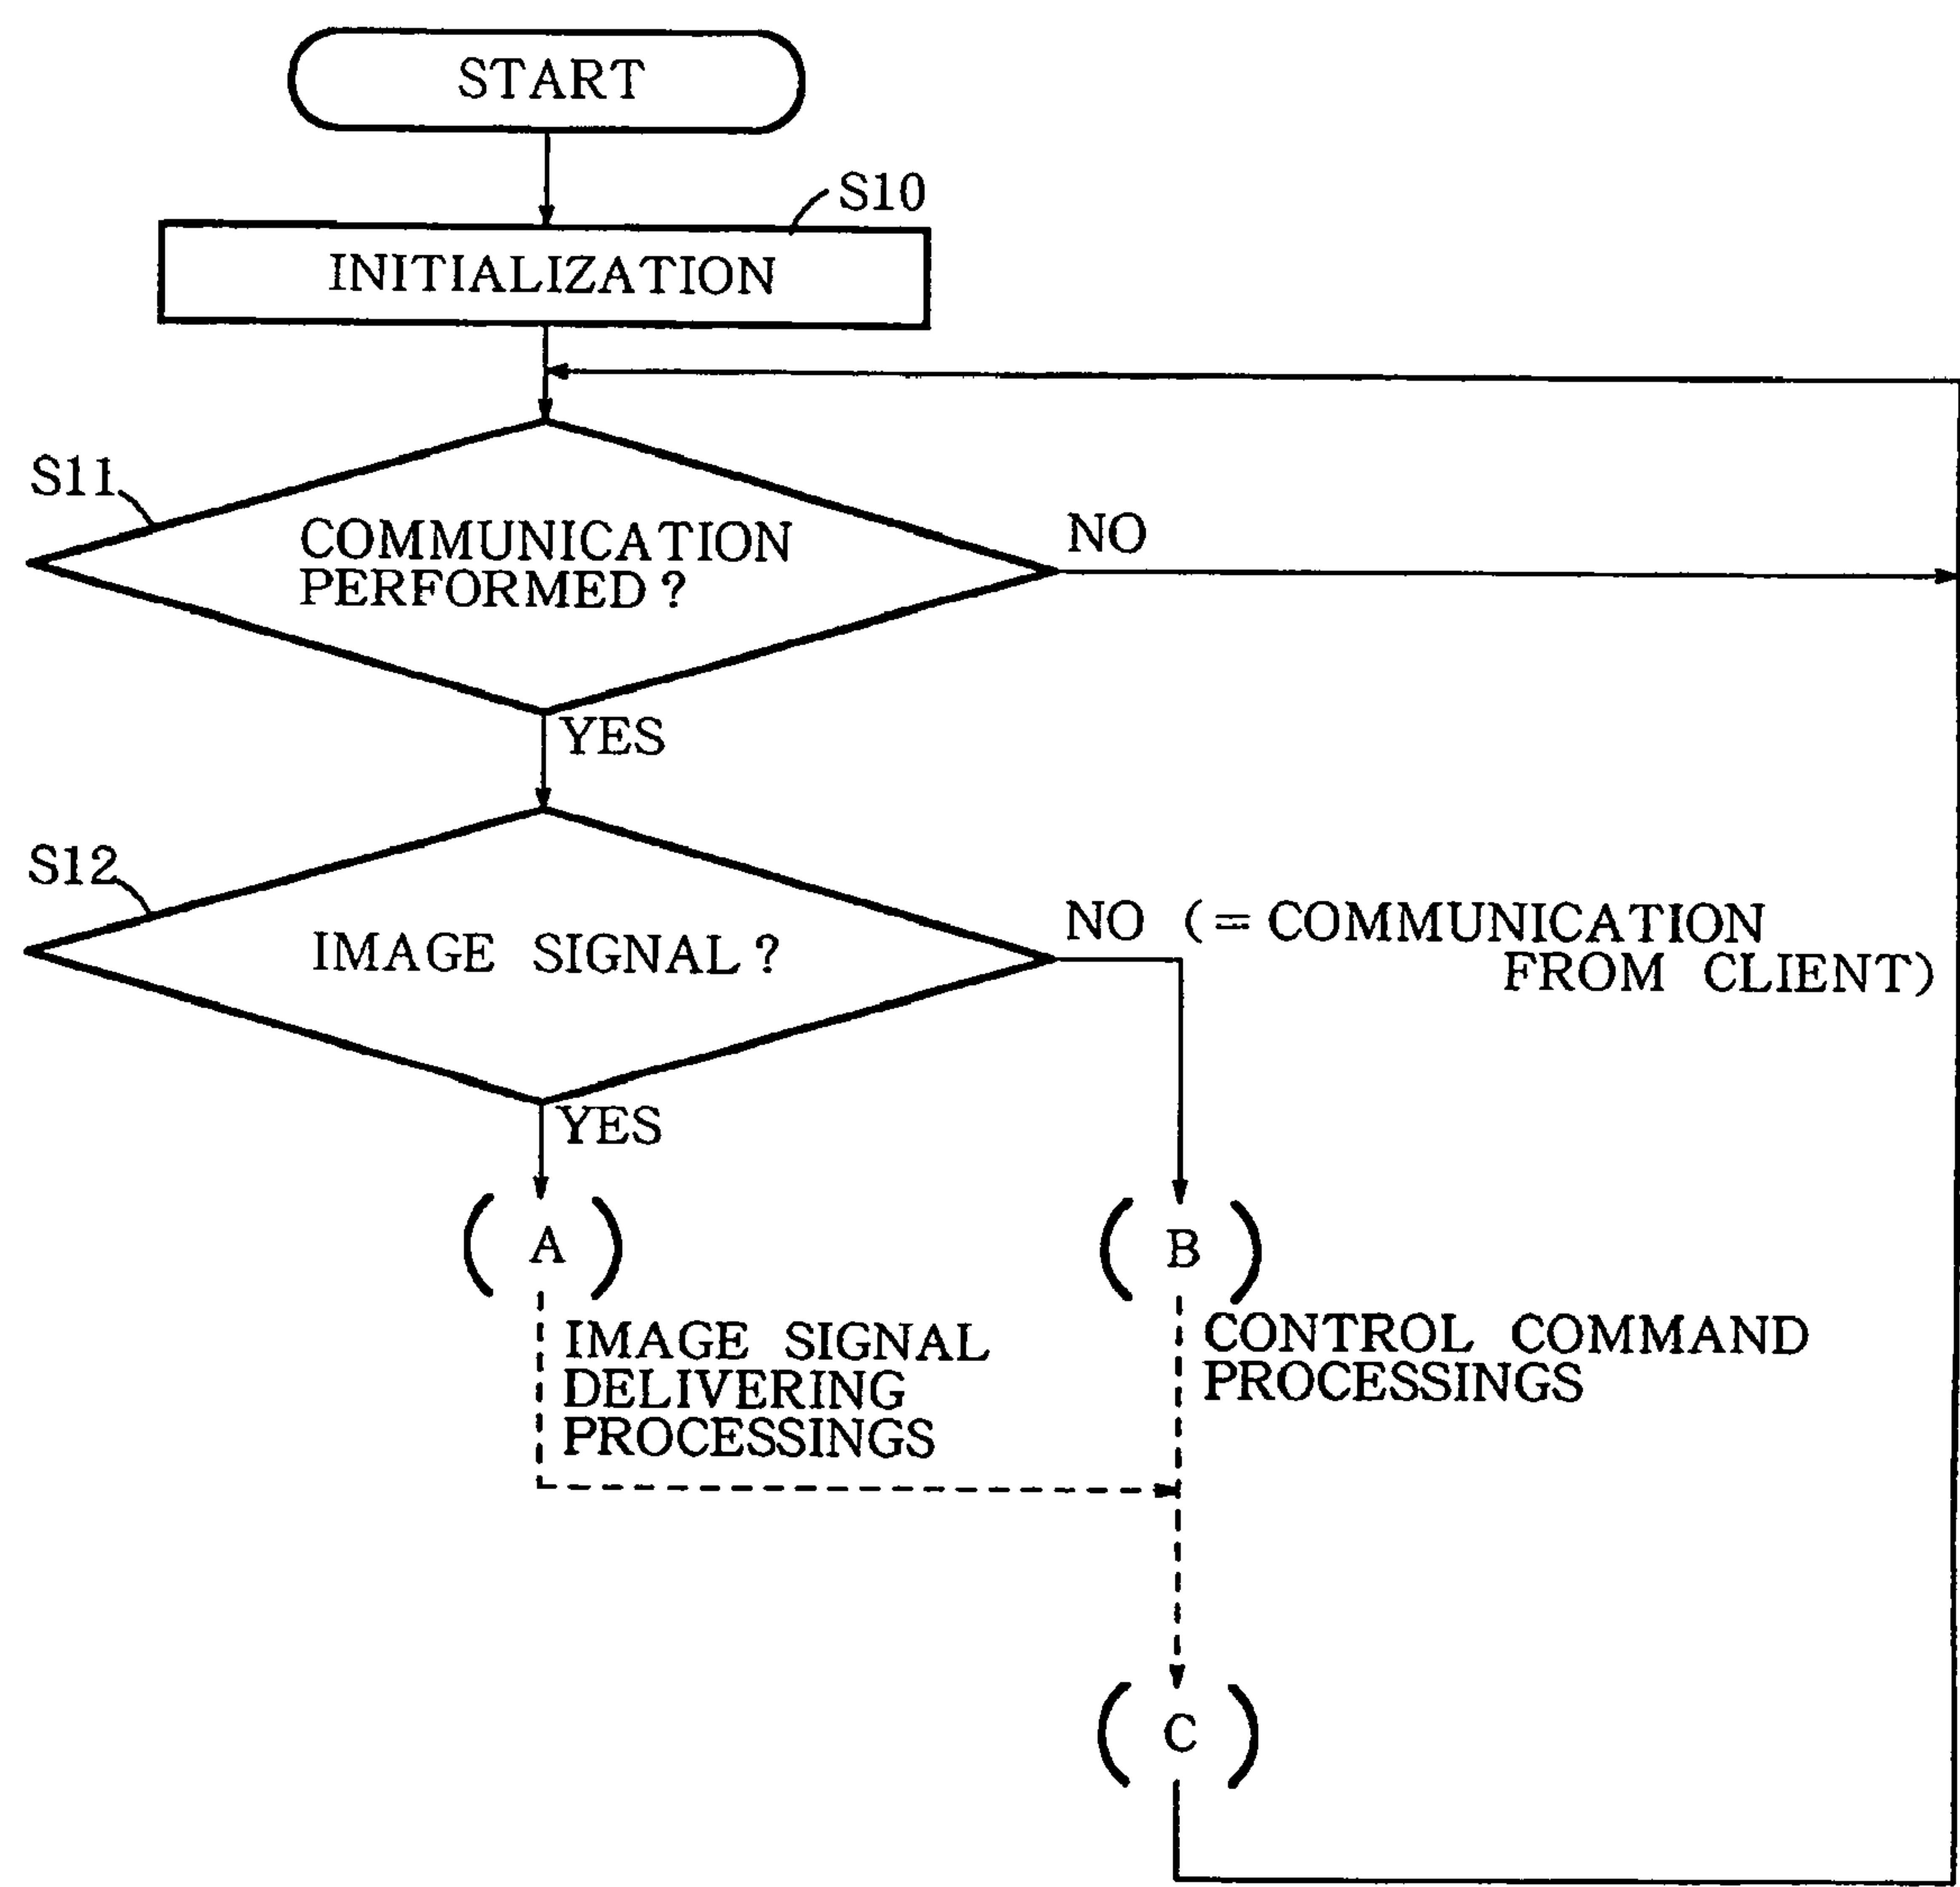 START
S10
INITIALIZATION
S11
COMMUNICATION
PERFORMED?
NO
YES
S12
IMAGE SIGNAL?
NO (=COMMUNICATION
FROM CLIENT)
YES
(A)
(B)
IMAGE SIGNAL
DELIVERING
PROCESSINGS
CONTROL COMMAND
PROCESSINGS
(C)